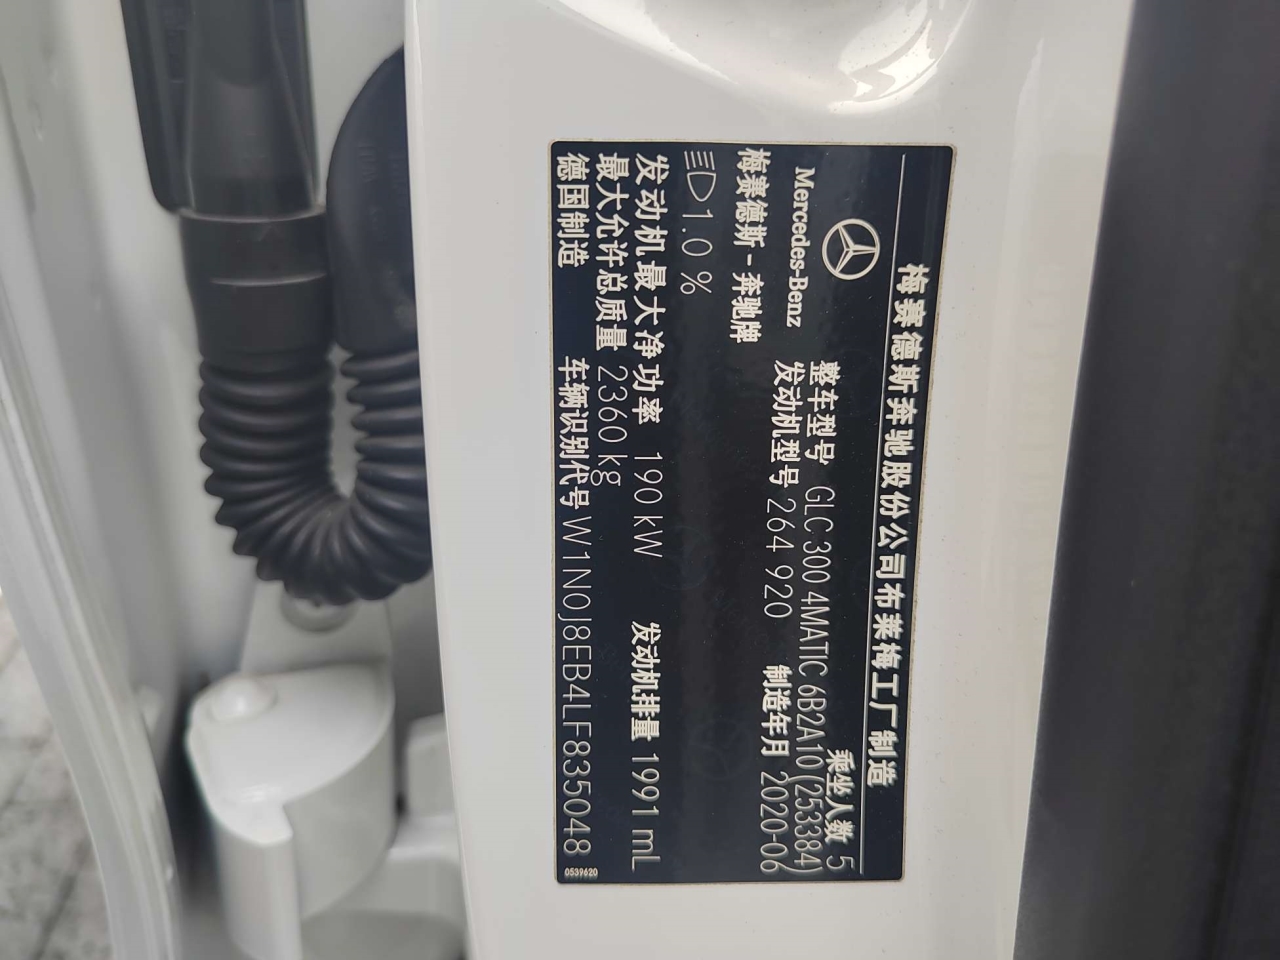 梅赛德斯奔驰股份公司布莱梅工厂制造
Mercedes-Benz
梅赛德斯-奔驰牌
乘坐人数 5
整车型号 GLC 300 4MATIC 6B2A10(253384)
发动机型号 264 920
制造年月 2020-06
1.0 %
发动机最大净功率 190 kW
发动机排量 1991 mL
最大允许总质量 2360 kg
德国制造
车辆识别代号 W1N0J8EB4LF835048
0539620